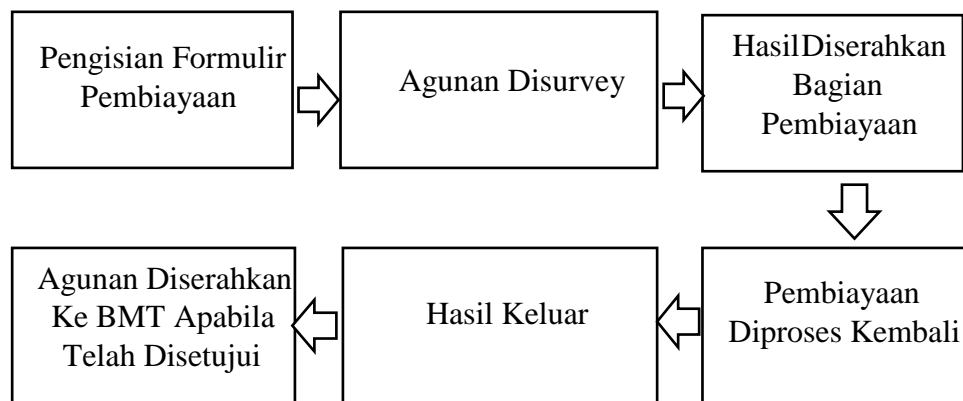 Pengisian Formulir
Pembiayaan
Agunan Disurvey
HasilDiserahkan
Bagian
Pembiayaan
Pembiayaan
Diproses Kembali
Hasil Keluar
Agunan Diserahkan
Ke BMT Apabila
Telah Disetujui